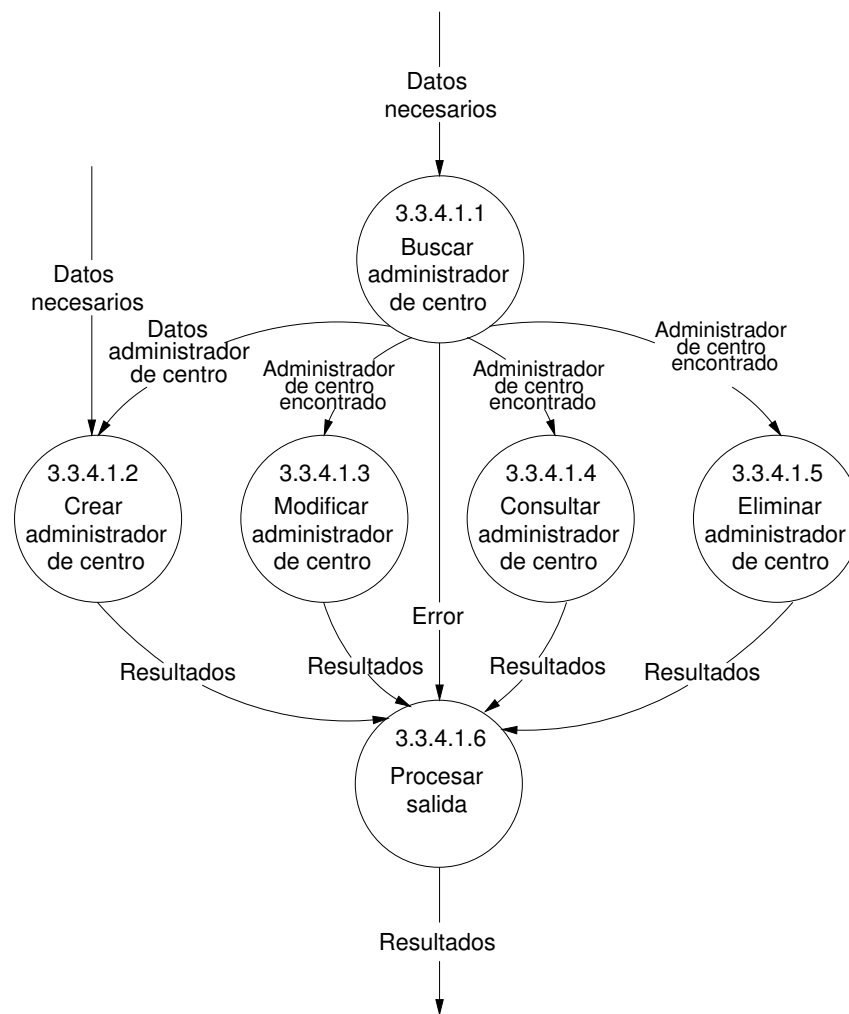 Datos
necesarios
3.3.4.1.1
Buscar
administrador
de centro
Datos
necesarios
Datos
administrador
de centro
Administrador
de centro
encontrado
Administrador
de centro
encontrado
Administrador
de centro
encontrado
3.3.4.1.2
Crear
administrador
de centro
3.3.4.1.3
Modificar
administrador
de centro
3.3.4.1.4
Consultar
administrador
de centro
3.3.4.1.5
Eliminar
administrador
de centro
Error
Resultados
Resultados
Resultados
Resultados
3.3.4.1.6
Procesar
salida
Resultados